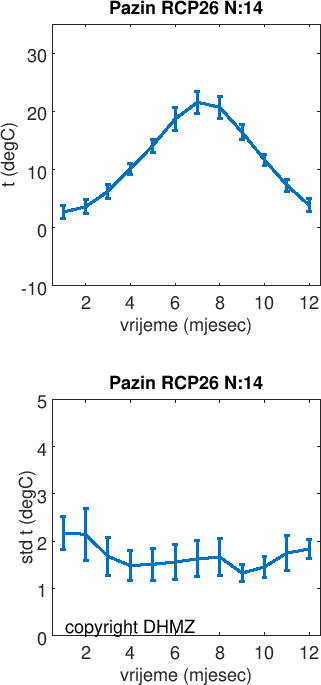 Pazin RCP26 N:14
30
20
10
0
-10
t (degC)
2 4 6 8 10 12
vrijeme (mjesec)
Pazin RCP26 N:14
5
4
3
2
1
0
std t (degC)
copyright DHMZ
2 4 6 8 10 12
vrijeme (mjesec)